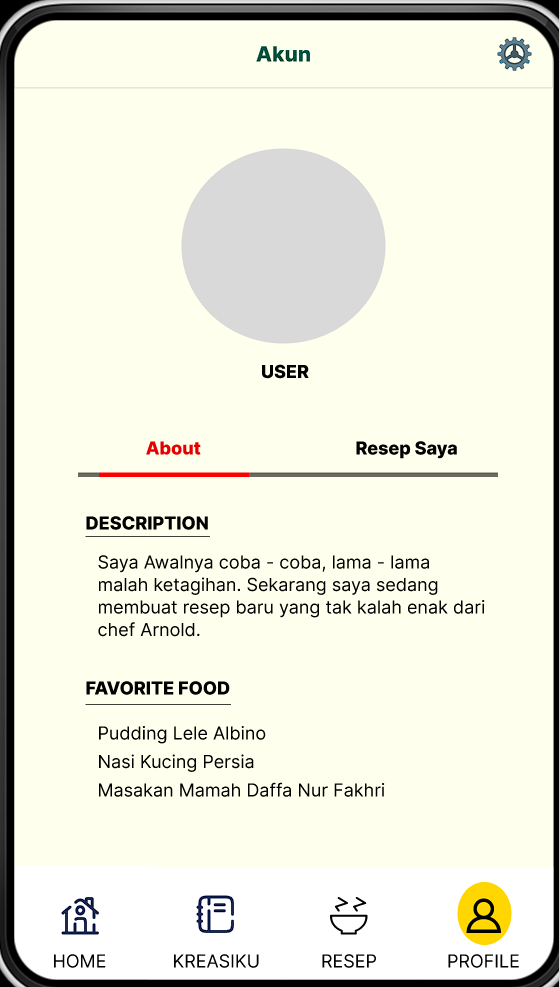 Akun
USER
About
Resep Saya
DESCRIPTION
Saya Awalnya coba - coba, lama - lama
malah ketagihan. Sekarang saya sedang
membuat resep baru yang tak kalah enak dari
chef Arnold.
FAVORITE FOOD
Pudding Lele Albino
Nasi Kucing Persia
Masakan Mamah Daffa Nur Fakhri
HOME
KREASIKU
RESEP
PROFILE